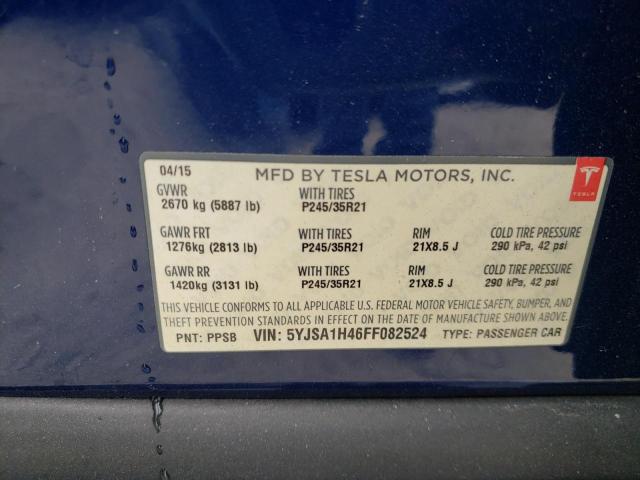 04/15 MFD BY TESLA MOTORS, INC.
TESLA
GVWR WITH TIRES
2670 kg (5887 lb) P245/35R21
GAWR FRT WITH TIRES RIM COLD TIRE PRESSURE
1276kg (2813 lb) P245/35R21 21X8.5 J 290 kPa, 42 psi
GAWR RR WITH TIRES RIM COLD TIRE PRESSURE
1420kg (3131 lb) P245/35R21 21X8.5 J 290 kPa, 42 psi
THIS VEHICLE CONFORMS TO ALL APPLICABLE U.S. FEDERAL MOTOR VEHICLE SAFETY, BUMPER, AND
THEFT PREVENTION STANDARDS IN EFFECT ON THE DATE OF MANUFACTURE SHOWN ABOVE.
PNT: PPSB VIN: 5YJSA1H46FF082524 TYPE: PASSENGER CAR